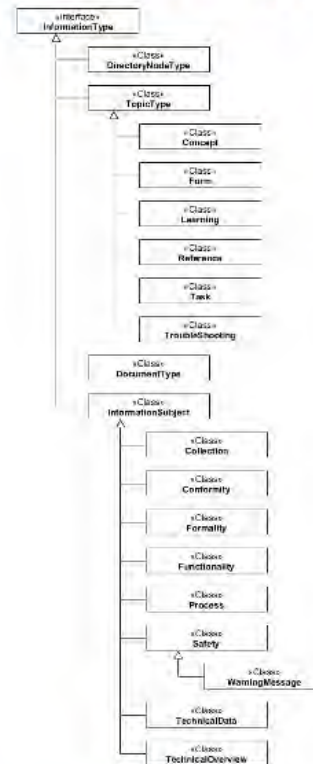 «Interface»
InformationType
«Class»
DirectoryNodeType
«Class»
TopicType
«Class»
Concept
«Class»
Form
«Class»
Learning
«Class»
Reference
«Class»
Task
«Class»
TroubleShooting
«Class»
DocumentType
«Class»
InformationSubject
«Class»
Collection
«Class»
Conformity
«Class»
Formality
«Class»
Functionality
«Class»
Process
«Class»
Safety
«Class»
WarningMessage
«Class»
TechnicalData
«Class»
TechnicalOverview